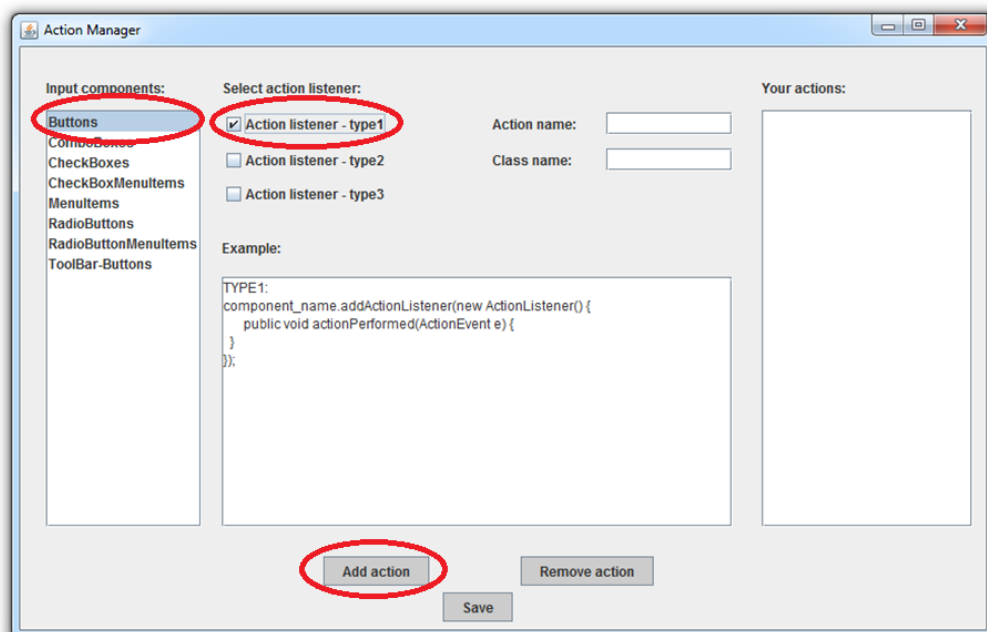 Action Manager
Input components:
Select action listener:
Your actions:
Buttons
ComboBoxes
CheckBoxes
CheckBoxMenuItems
MenuItems
RadioButtons
RadioButtonMenuItems
ToolBar-Buttons
Action listener - type1
Action listener - type2
Action listener - type3
Action name:
Class name:
Example:
TYPE1:
component_name.addActionListener(new ActionListener() {
public void actionPerformed(ActionEvent e) {
}
});
Add action
Remove action
Save